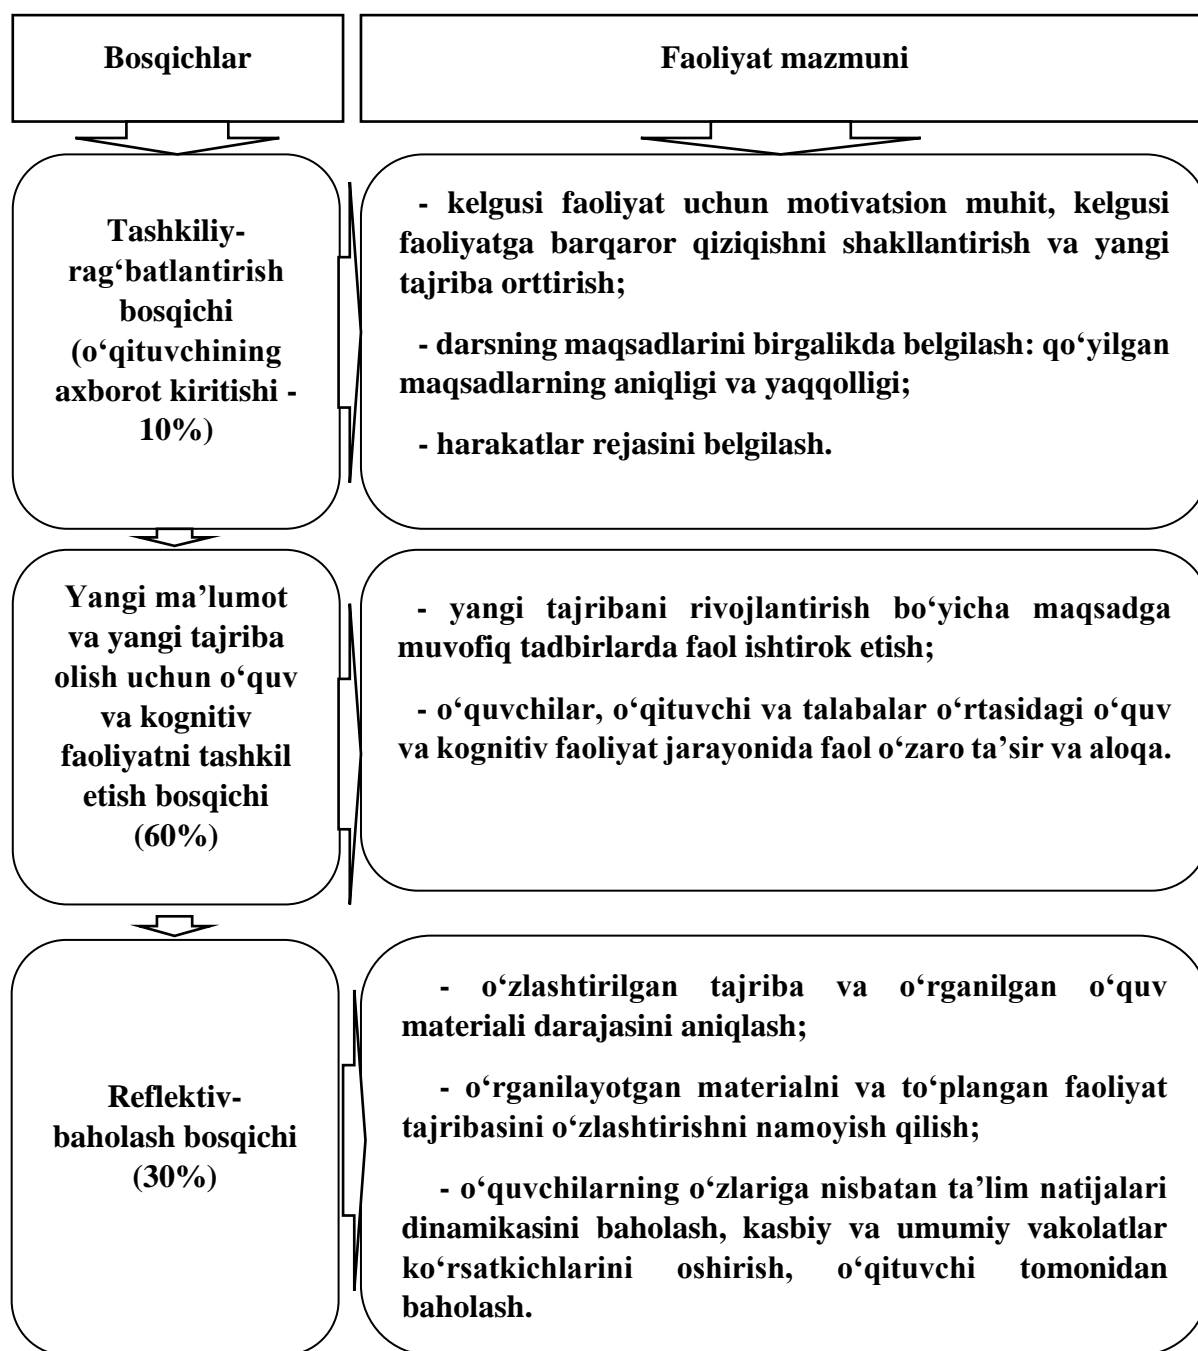 Bosqichlar
Faoliyat mazmuni
Tashkiliy-
rag‘batlantirish
bosqichi
(o‘qituvchining
axborot kiritishi -
10%)
- kelgusi faoliyat uchun motivatsion muhit, kelgusi
faoliyatga barqaror qiziqishni shakllantirish va yangi
tajriba orttirish;
- darsning maqsadlarini birgalikda belgilash: qo‘yilgan
maqsadlarning aniqligi va yaqqolligi;
- harakatlar rejasini belgilash.
Yangi ma’lumot
va yangi tajriba
olish uchun o‘quv
va kognitiv
faoliyatni tashkil
etish bosqichi
(60%)
- yangi tajribani rivojlantirish bo‘yicha maqsadga
muvofiq tadbirlarda faol ishtirok etish;
- o‘quvchilar, o‘qituvchi va talabalar o‘rtasidagi o‘quv
va kognitiv faoliyat jarayonida faol o‘zaro ta’sir va aloqa.
Reflektiv-
baholash bosqichi
(30%)
- o‘zlashtirilgan tajriba va o‘rganilgan o‘quv
materiali darajasini aniqlash;
- o‘rganilayotgan materialni va to‘plangan faoliyat
tajribasini o‘zlashtirishni namoyish qilish;
- o‘quvchilarning o‘zlariga nisbatan ta’lim natijalari
dinamikasini baholash, kasbiy va umumiy vakolatlar
ko‘rsatkichlarini oshirish, o‘qituvchi tomonidan
baholash.